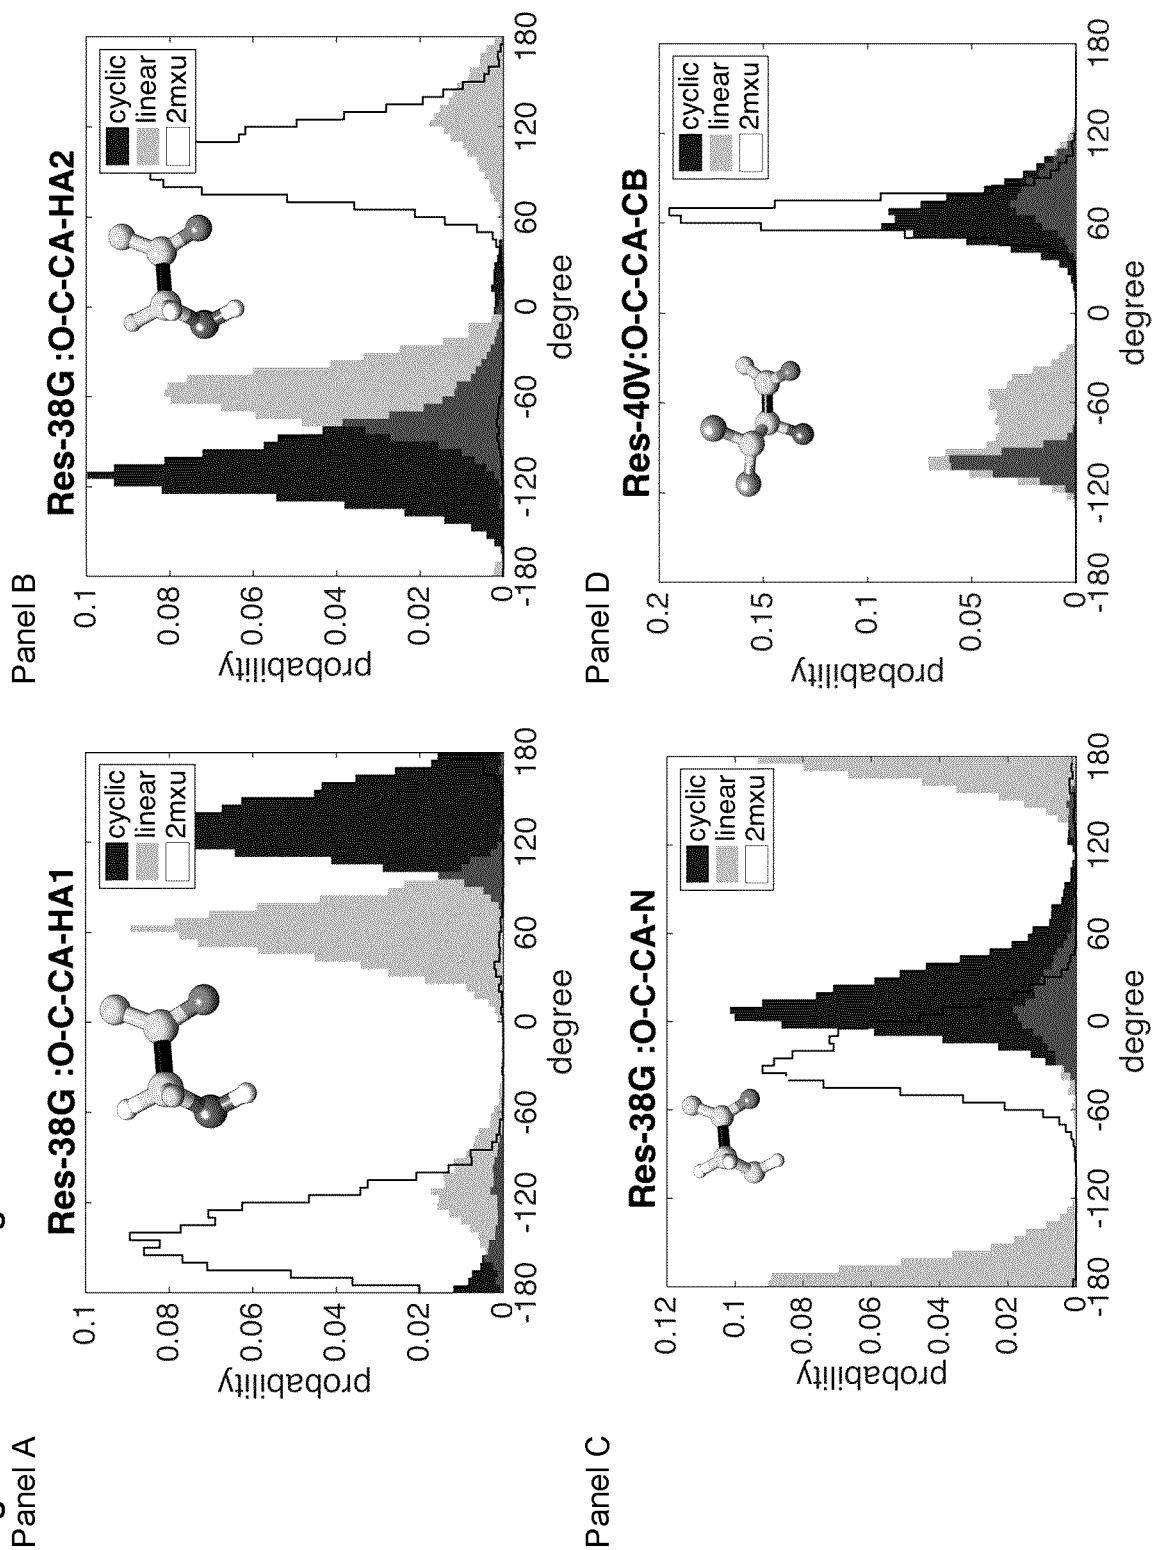 Panel A
Res-38G :O-C-CA-HA1
cyclic
linear
2mxu
probability
0.1
0.08
0.06
0.04
0.02
0
-180 -120 -60 0 60 120 180
degree
Panel B
Res-38G :O-C-CA-HA2
cyclic
linear
2mxu
probability
0.1
0.08
0.06
0.04
0.02
0
-180 -120 -60 0 60 120 180
degree
Panel C
Res-38G :O-C-CA-N
cyclic
linear
2mxu
probability
0.12
0.1
0.08
0.06
0.04
0.02
0
-180 -120 -60 0 60 120 180
degree
Panel D
Res-40V:O-C-CA-CB
cyclic
linear
2mxu
probability
0.2
0.15
0.1
0.05
0
-180 -120 -60 0 60 120 180
degree